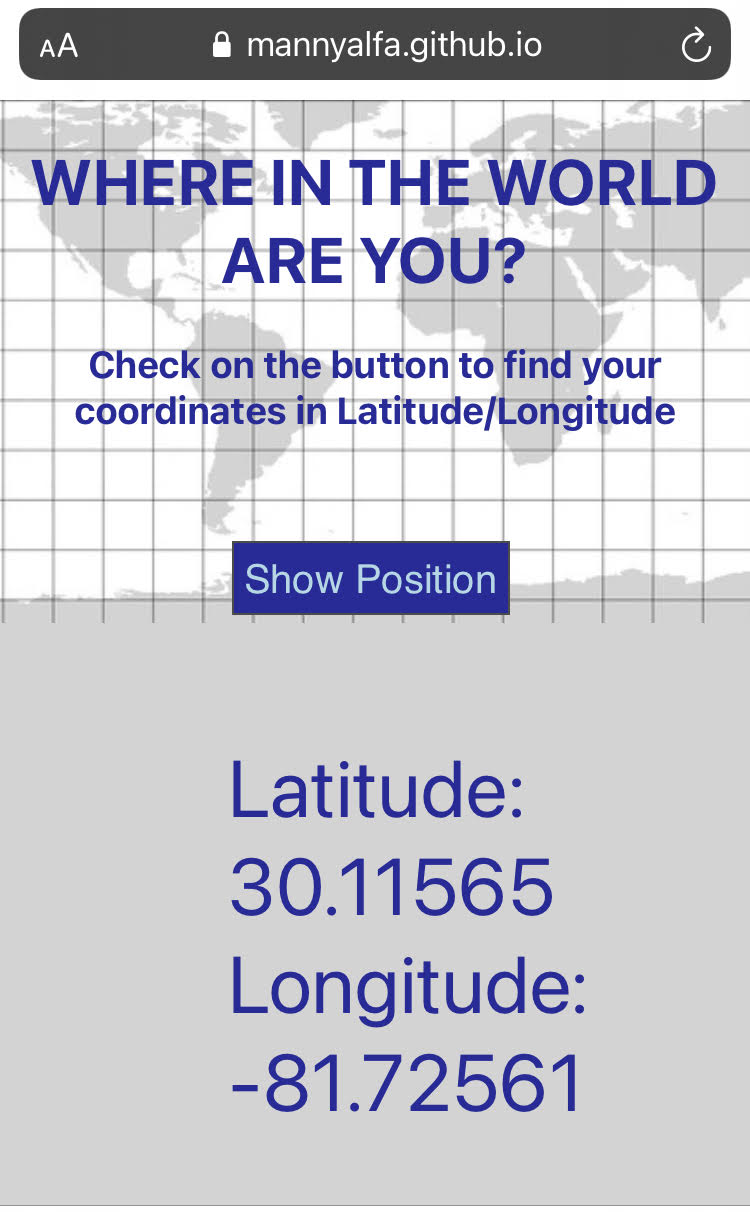 AA mannyalfa.github.io
WHERE IN THE WORLD
ARE YOU?
Check on the button to find your
coordinates in Latitude/Longitude
Show Position
Latitude:
30.11565
Longitude:
-81.72561